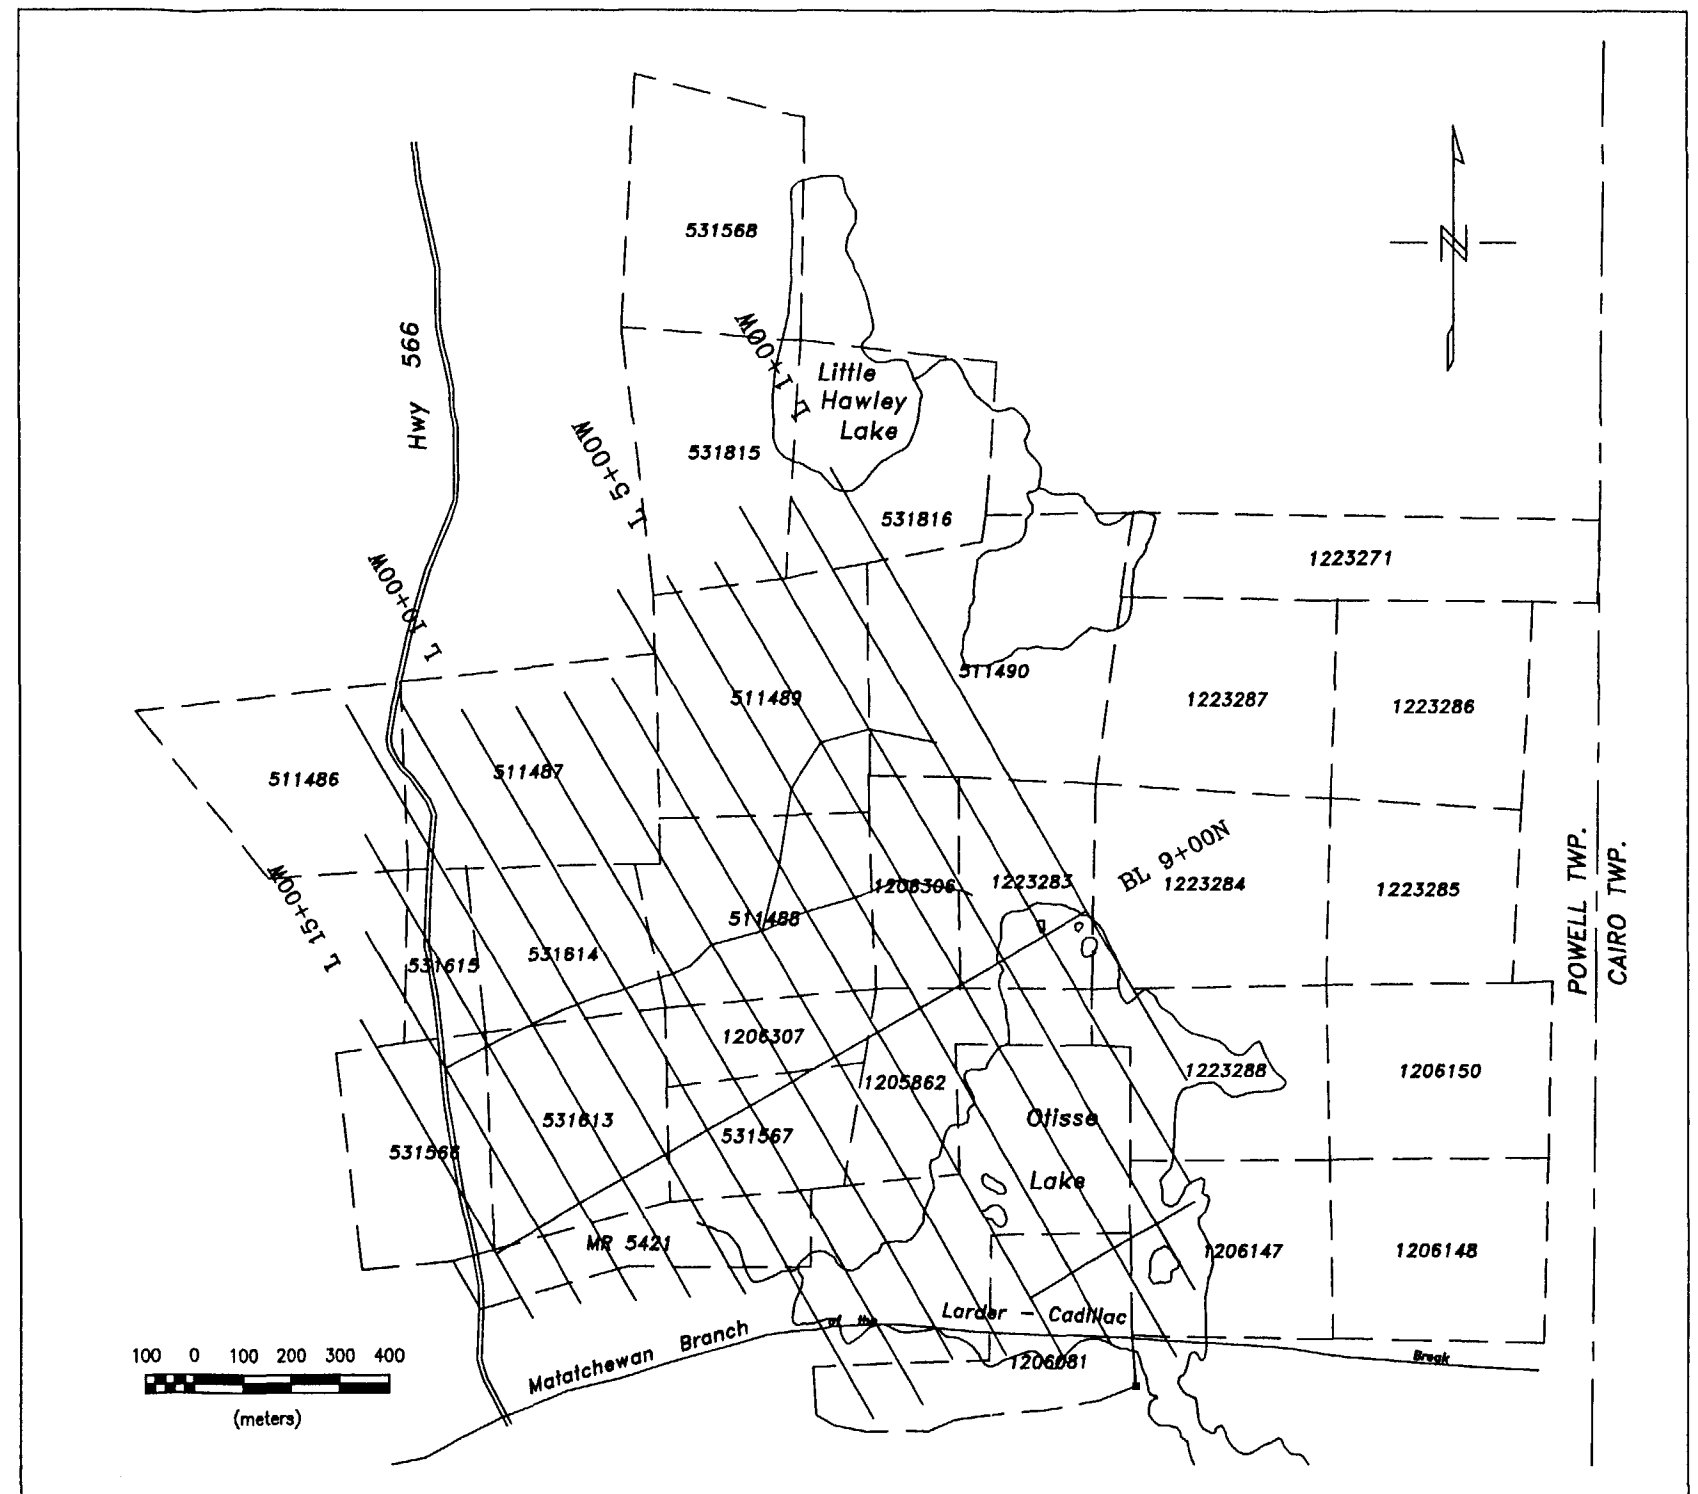 531568
N
Hwy 566
L 1+00W
Little
Hawley
Lake
L 5+00W
531815
531816
1223271
L 10+00W
511490
511489
1223287
1223286
511486
511487
BL 9+00N
POWELL TWP.
CAIRO TWP.
1206306
1223283
1223284
1223285
L 15+00W
511488
531615
531614
1206307
1205862
1223288
1206150
531613
Otisse
Lake
531567
531566
MR 5421
1206147
1206148
Matatchewan Branch of the Larder - Cadillac Break
1206081
100 0 100 200 300 400
(meters)